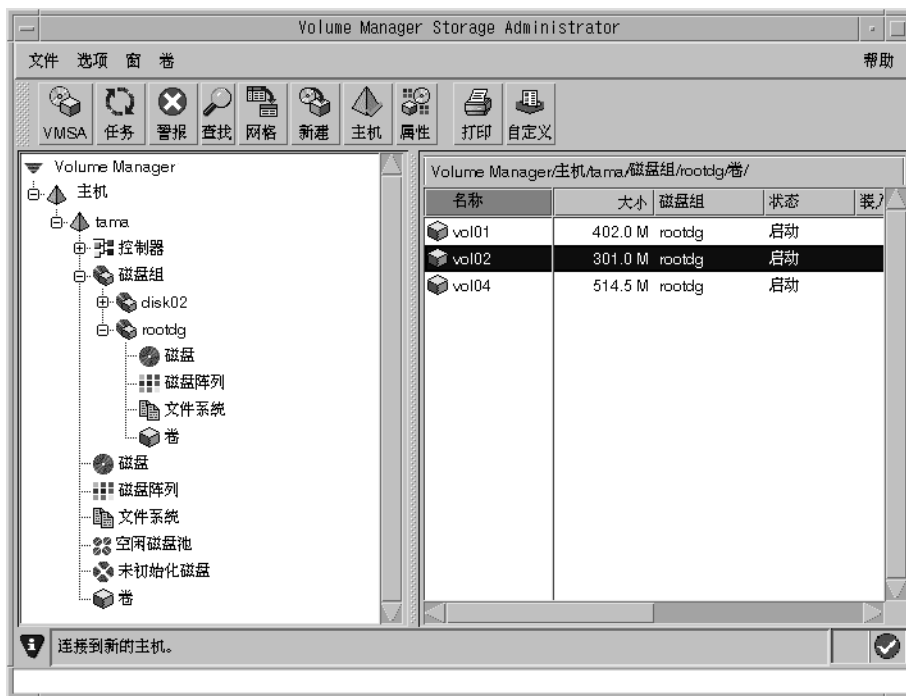 Volume Manager Storage Administrator
文件 选项 窗 卷 帮助
VMSA 任务 警报 查找 网格 新建 主机 属性 打印 自定义
Volume Manager
主机
tama
控制器
磁盘组
disk02
rootdg
磁盘
磁盘阵列
文件系统
卷
磁盘
磁盘阵列
文件系统
空闲磁盘池
未初始化磁盘
卷
Volume Manager/主机/tama/磁盘组/rootdg/卷/
名称 大小 磁盘组 状态 装入
vol01 402.0 M rootdg 启动
vol02 301.0 M rootdg 启动
vol04 514.5 M rootdg 启动
连接到新的主机。